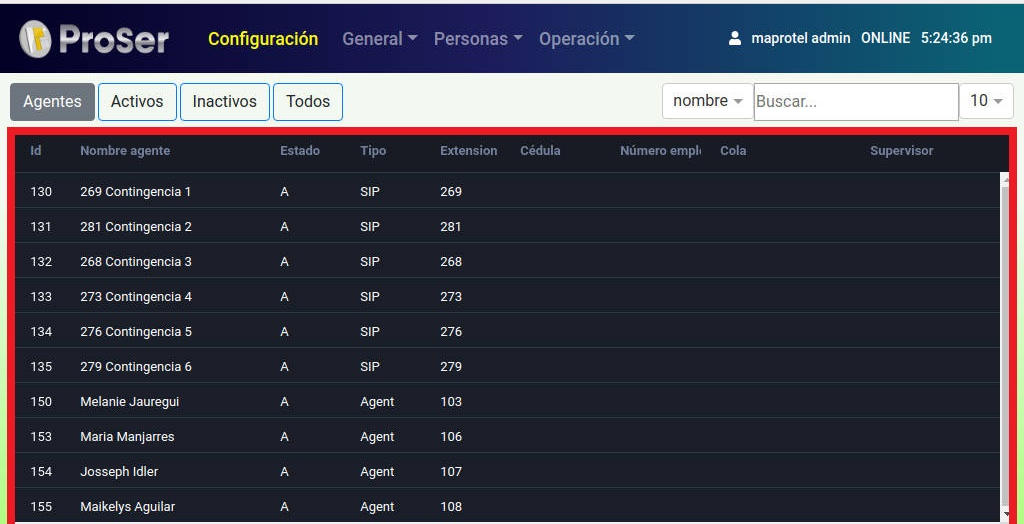 ProSer Configuración General Personas Operación maprotel admin ONLINE 5:24:36 pm
Agentes Activos Inactivos Todos nombre Buscar... 10
Id Nombre agente Estado Tipo Extension Cédula Número emplo Cola Supervisor
130 269 Contingencia 1 A SIP 269
131 281 Contingencia 2 A SIP 281
132 268 Contingencia 3 A SIP 268
133 273 Contingencia 4 A SIP 273
134 276 Contingencia 5 A SIP 276
135 279 Contingencia 6 A SIP 279
150 Melanie Jauregui A Agent 103
153 Maria Manjarres A Agent 106
154 Josseph Idler A Agent 107
155 Maikelys Aguilar A Agent 108